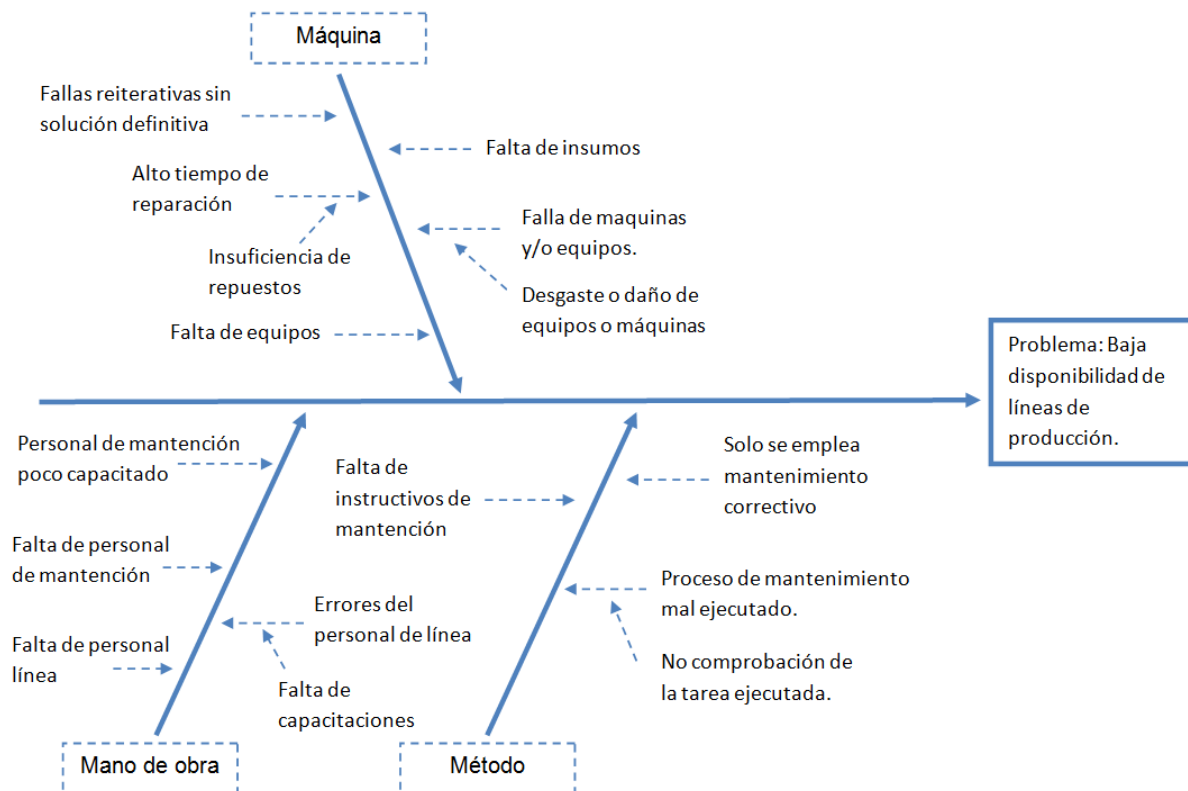 Máquina
Fallas reiterativas sin
solución definitiva
Falta de insumos
Alto tiempo de
reparación
Falla de maquinas
y/o equipos.
Insuficiencia de
repuestos
Desgaste o daño de
equipos o máquinas
Falta de equipos
Problema: Baja
disponibilidad de
líneas de
producción.
Personal de mantención
poco capacitado
Falta de
instructivos de
mantención
Solo se emplea
mantenimiento
correctivo
Falta de personal
de mantención
Errores del
personal de línea
Proceso de mantenimiento
mal ejecutado.
Falta de personal
línea
Falta de
capacitaciones
No comprobación de
la tarea ejecutada.
Mano de obra
Método